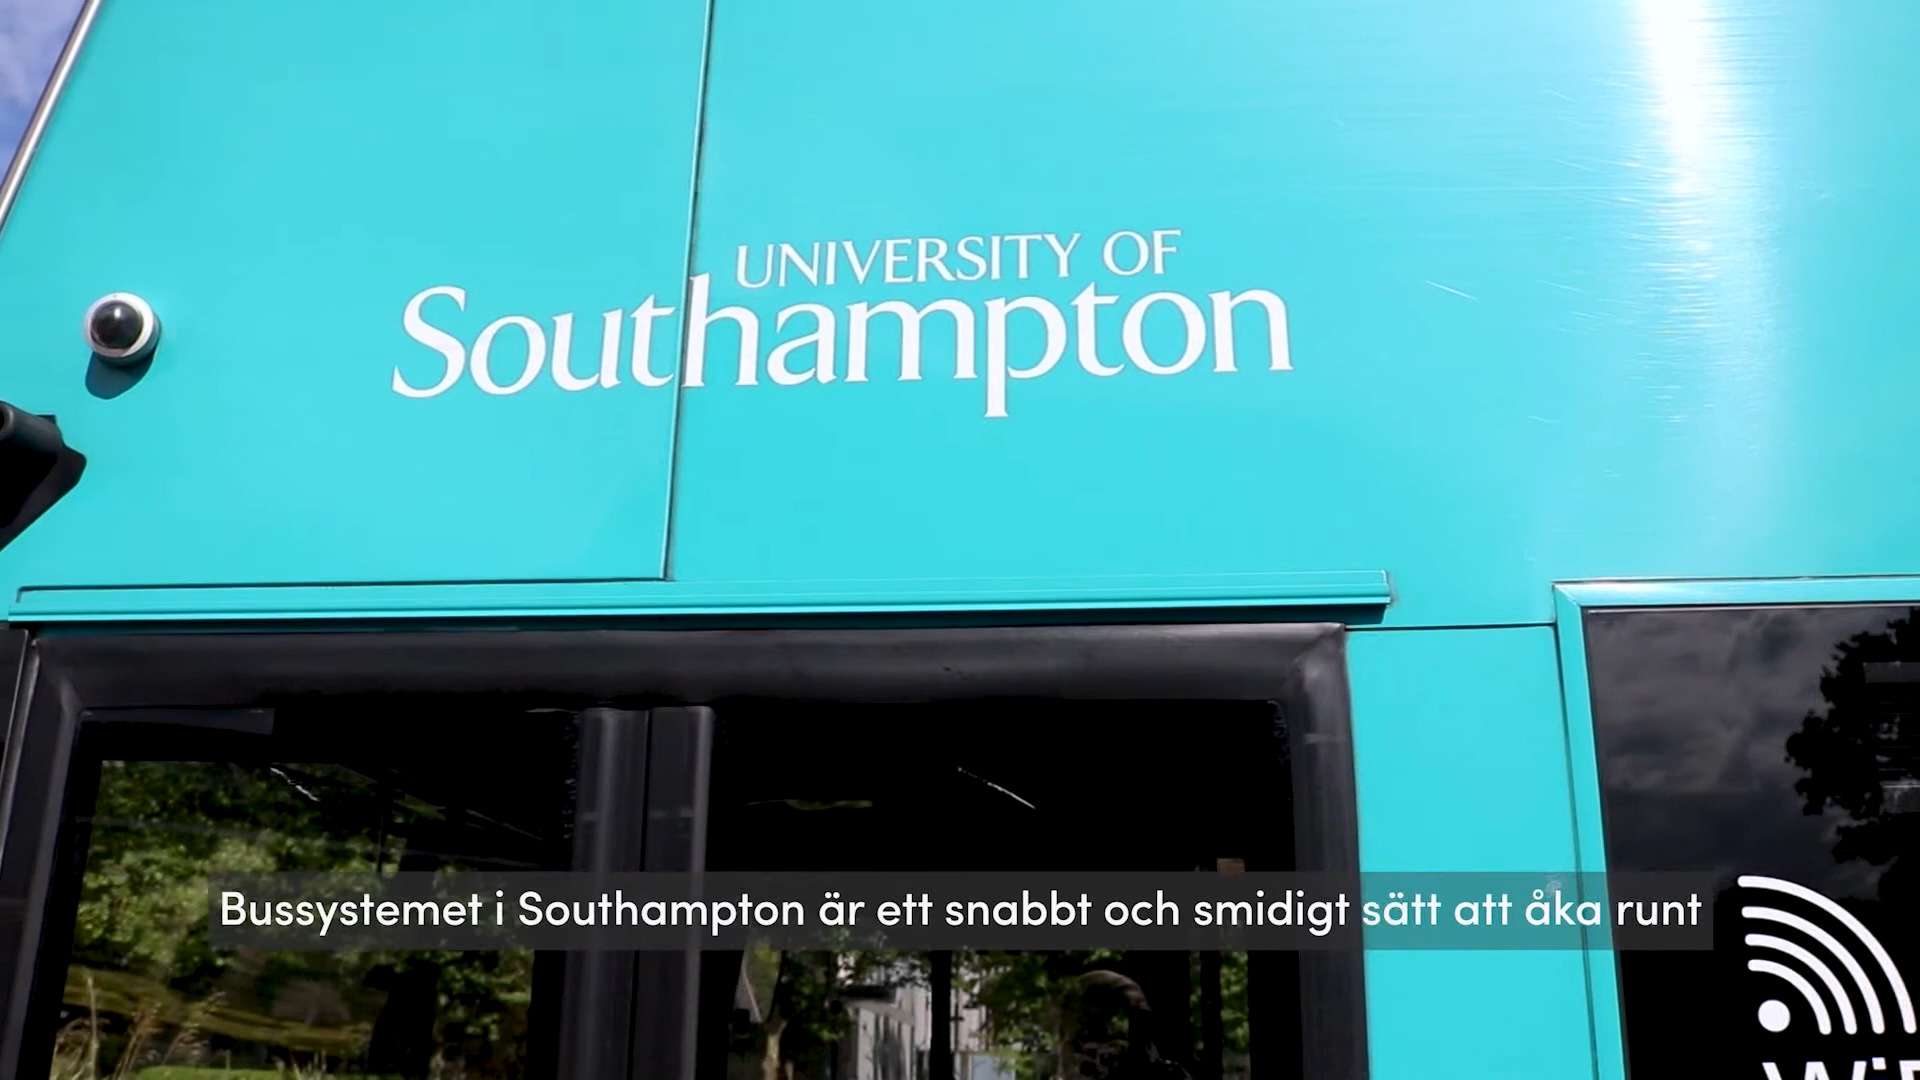 UNIVERSITY OF
Southampton
Bussystemet i Southampton är ett snabbt och smidigt sätt att åka runt